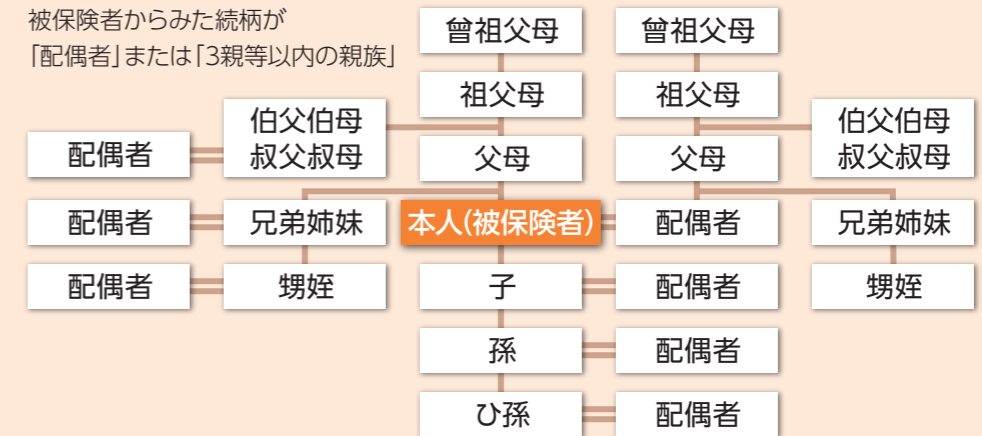 被保険者からみた続柄が
「配偶者」または「3親等以内の親族」
曾祖父母
曾祖父母
祖父母
祖父母
伯父伯母
叔父叔母
伯父伯母
叔父叔母
配偶者
父母
父母
配偶者
兄弟姉妹
本人(被保険者)
配偶者
兄弟姉妹
配偶者
甥姪
子
配偶者
甥姪
孫
配偶者
ひ孫
配偶者